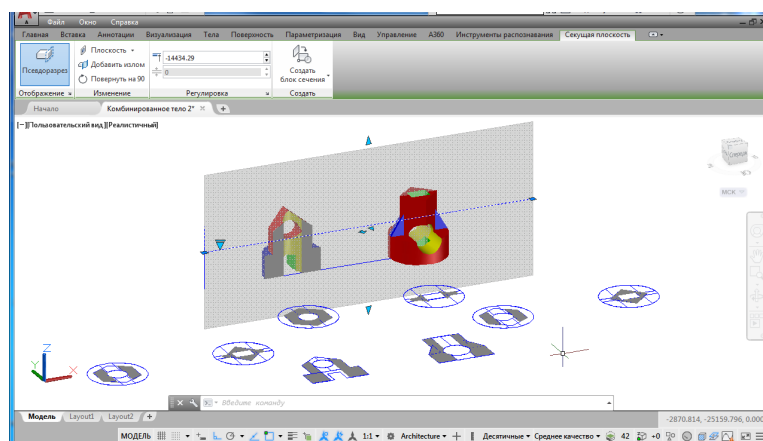 Файл Окно Справка
Главная Вставка Аннотации Визуализация Тела Поверхность Параметризация Вид Управление A360 Инструменты распознавания Секущая плоскость
Псевдоразрез
Плоскость
Добавить излом
Повернуть на 90
-14434.29
0
Создать
блок сечения
Отображение Изменение Регулировка Создать
Начало Комбинированное тело 2*
[−][Пользовательский вид][Реалистичный]
МСК
Z
Y
X
Введите команду
Модель Layout1 Layout2 +
-2870.814, -25159.796, 0.000
МОДЕЛЬ 1:1 Architecture Десятичные Среднее качество 42 +0